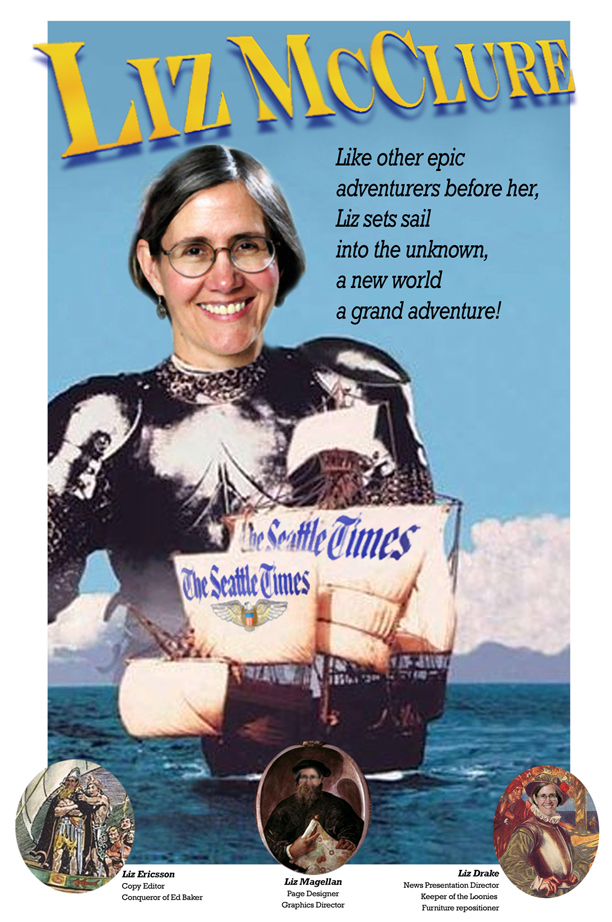 LIZ MCCLURE
Like other epic
adventurers before her,
Liz sets sail
into the unknown,
a new world
a grand adventure!
The Seattle Times
The Seattle Times
Liz Ericsson
Copy Editor
Conqueror of Ed Baker
Liz Magellan
Page Designer
Graphics Director
Liz Drake
News Presentation Director
Keeper of the Loonies
Furniture repositioner